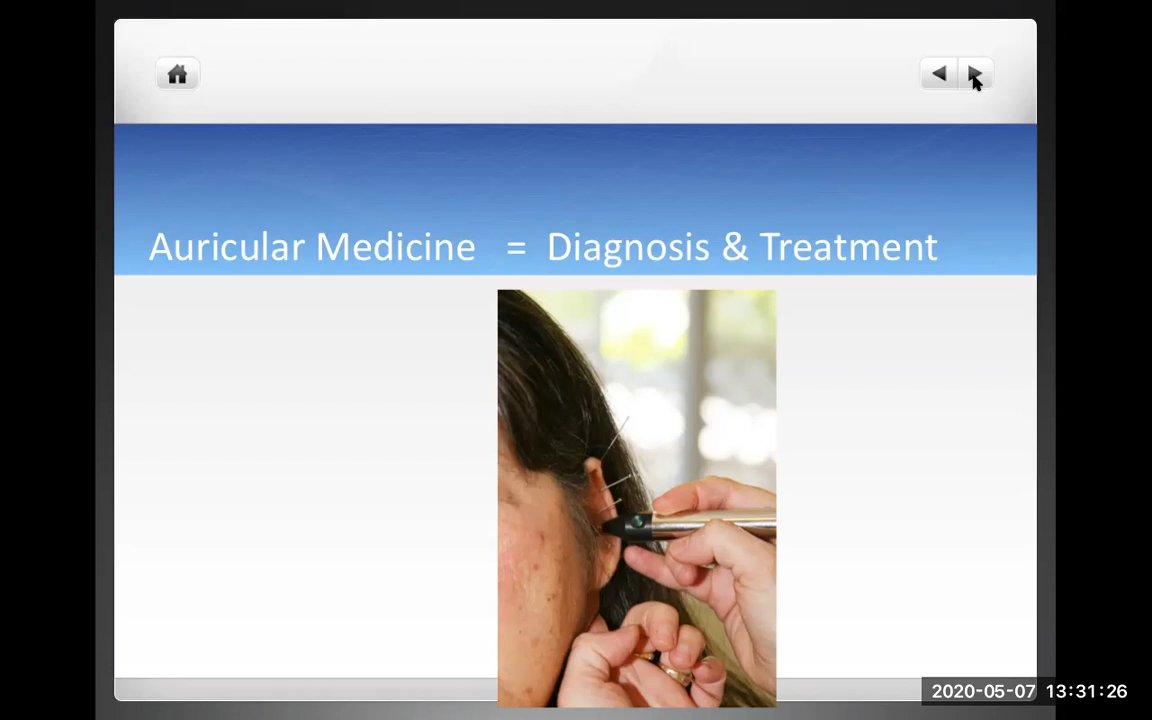 Auricular Medicine = Diagnosis & Treatment
2020-05-07 13:31:26